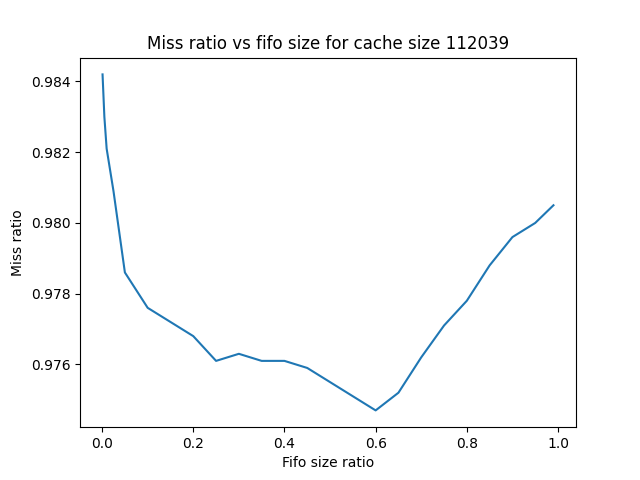 Miss ratio vs fifo size for cache size 112039
0.984
0.982
0.980
0.978
0.976
Miss ratio
0.0 0.2 0.4 0.6 0.8 1.0
Fifo size ratio